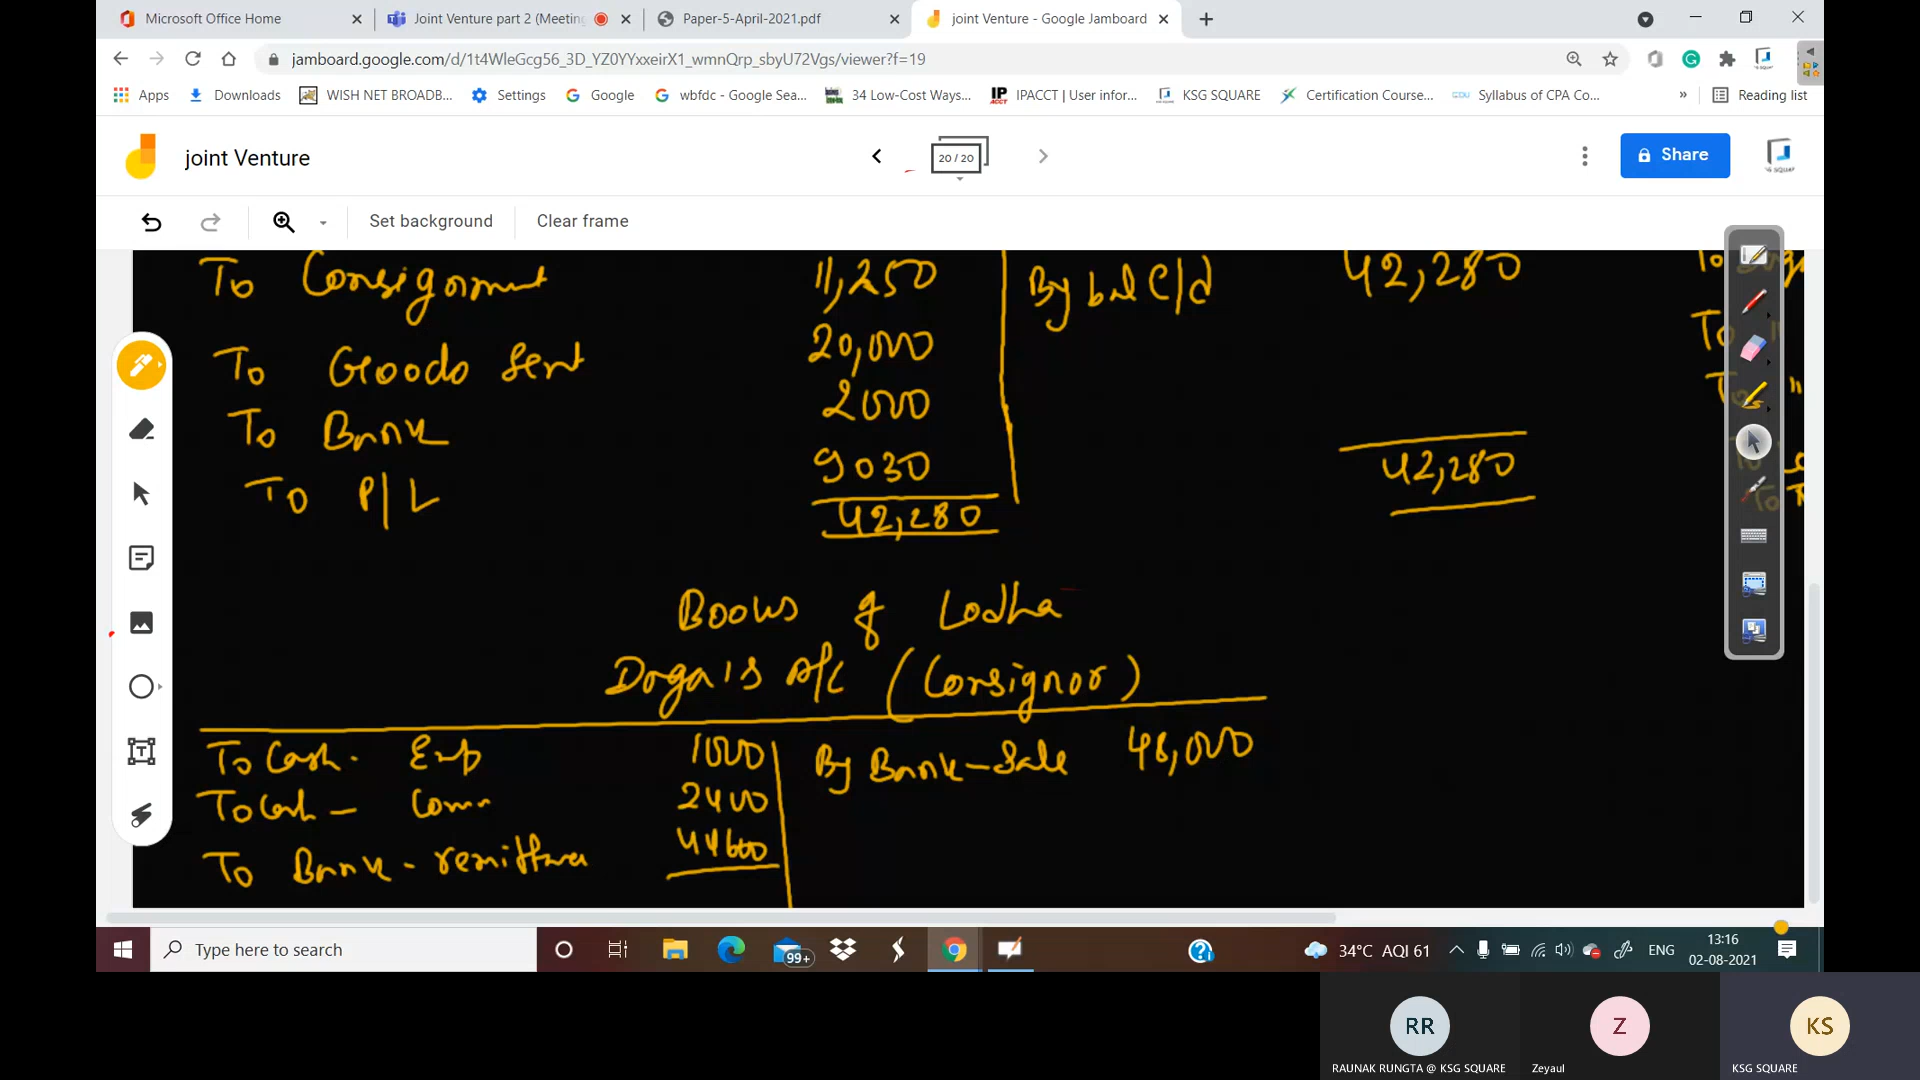 Microsoft Office Home
Joint Venture part 2 (Meetin
Paper-5-April-2021.pdf
joint Venture - Google Jamboard
jamboard.google.com/d/1t4WleGcg56_3D_YZ0YYxxeirX1_wmnQrp_sbyU72Vgs/viewer?f=19
Apps
Downloads
WISH NET BROADB...
Settings
Google
wbfdc - Google Sea...
34 Low-Cost Ways...
IPACCT | User infor...
KSG SQUARE
Certification Course...
Syllabus of CPA Co...
»
Reading list
joint Venture
20 / 20
Share
Set background
Clear frame
To Consignment 11,250 By bal c/d 42,280
To Goods Sent 20,000
To Bank 2000
To P/L 9030 42,280
42,280
Books of Lodha
Doga's A/c (Consignor)
To Cash - Exp 1000 By Bank - Sale 48,000
To Cash - Comm 2400
To Bank - remittance 44600
Type here to search
99+
34°C AQI 61
ENG
13:16
02-08-2021
RR
Z
KS
RAUNAK RUNGTA @ KSG SQUARE
Zeyaul
KSG SQUARE